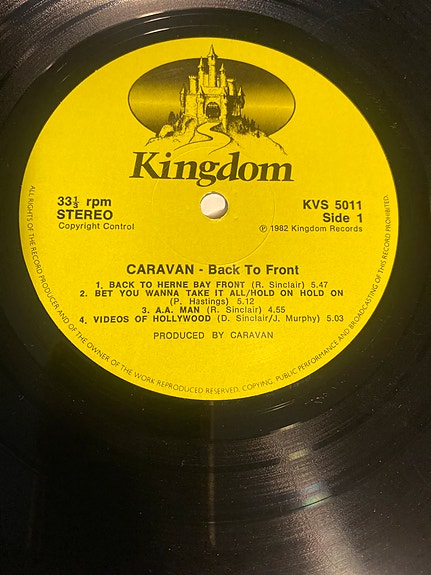 Kingdom
33⅓ rpm
STEREO
Copyright Control
KVS 5011
Side 1
℗ 1982 Kingdom Records
CARAVAN - Back To Front
1. BACK TO HERNE BAY FRONT (R. Sinclair) 5.47
2. BET YOU WANNA TAKE IT ALL/HOLD ON HOLD ON
(P. Hastings) 5.12
3. A.A. MAN (R. Sinclair) 4.55
4. VIDEOS OF HOLLYWOOD (D. Sinclair/J. Murphy) 5.03
PRODUCED BY CARAVAN
ALL RIGHTS OF THE RECORD PRODUCER AND OF THE OWNER OF THE WORK REPRODUCED RESERVED. COPYING, PUBLIC PERFORMANCE AND BROADCASTING OF THIS RECORD PROHIBITED.